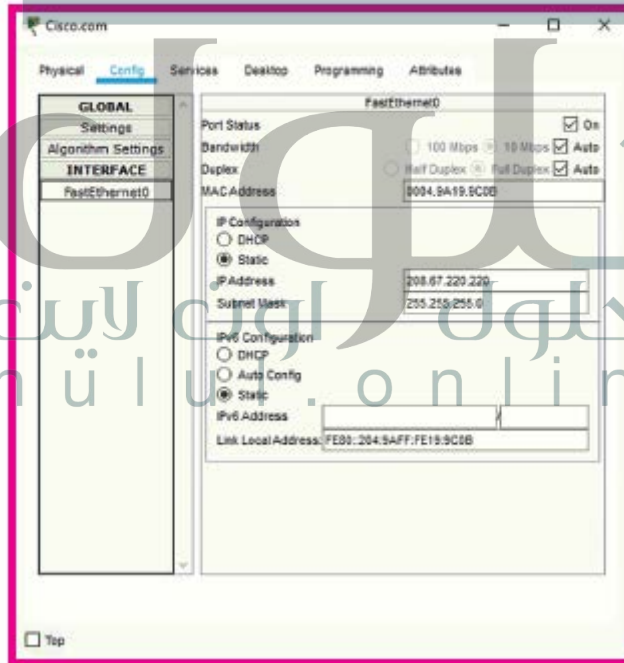 Cisco.com
Physical Config Services Desktop Programming Attributes
GLOBAL
Settings
Algorithm Settings
INTERFACE
FastEthernet0
FastEthernet0
Port Status On
Bandwidth 100 Mbps 10 Mbps Auto
Duplex Half Duplex Full Duplex Auto
MAC Address 0004.9A19.9C0B
IP Configuration
DHCP
Static
IP Address 208.67.220.220
Subnet Mask 255.255.255.0
IPv6 Configuration
DHCP
Auto Config
Static
IPv6 Address /
Link Local Address: FE80::204:9AFF:FE19:9C0B
Top
حلول اون لاين
h u l u l . o n l i n